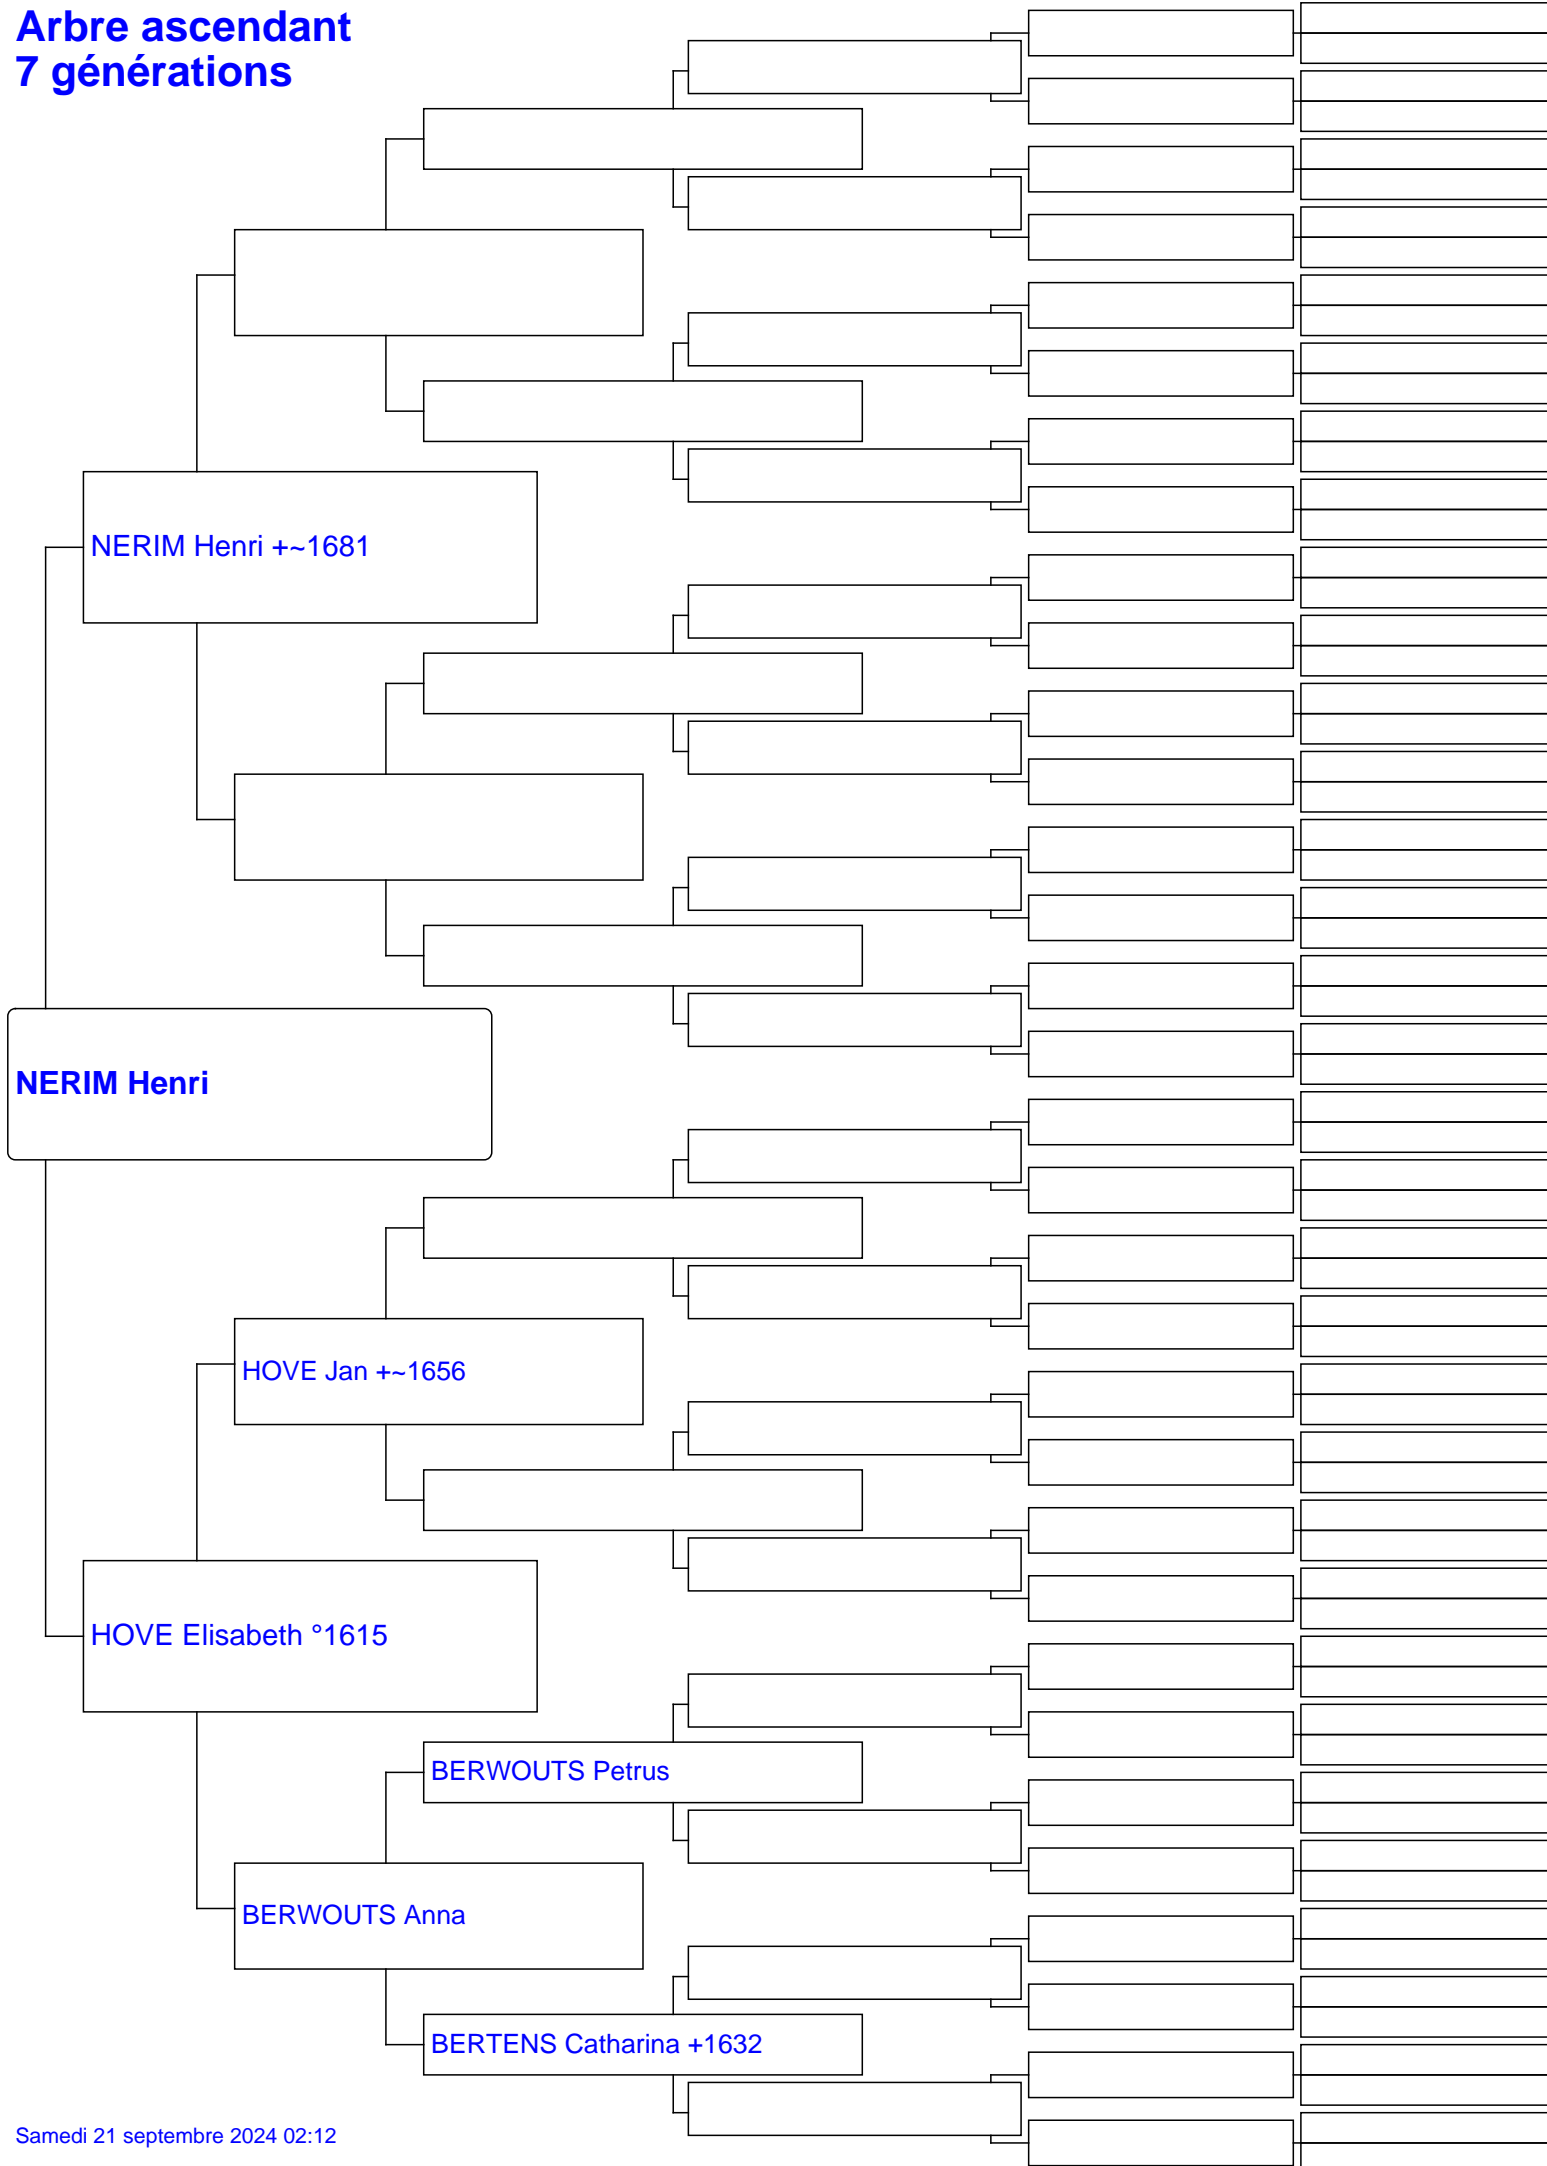 Arbre ascendant
7 générations
NERIM Henri +~1681
NERIM Henri
HOVE Jan +~1656
HOVE Elisabeth °1615
BERWOUTS Petrus
BERWOUTS Anna
BERTENS Catharina +1632
Samedi 21 septembre 2024 02:12